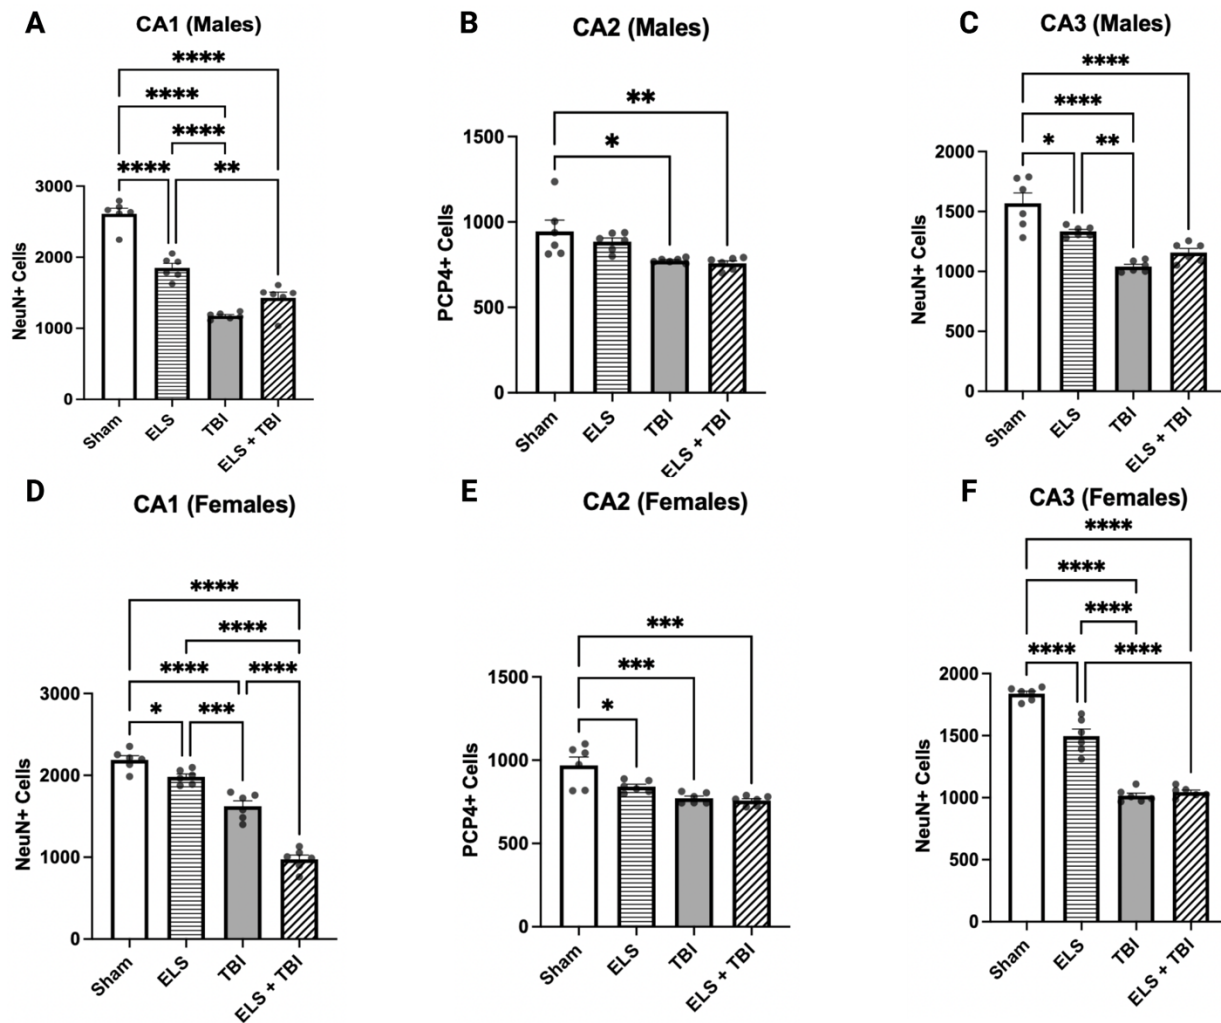 A
CA1 (Males)
****
****
****
****
**
3000
2000
1000
0
NeuN+ Cells
Sham
ELS
TBI
ELS + TBI
B
CA2 (Males)
**
*
1500
1000
500
0
PCP4+ Cells
Sham
ELS
TBI
ELS + TBI
C
CA3 (Males)
****
****
*
**
2000
1500
1000
500
0
NeuN+ Cells
Sham
ELS
TBI
ELS + TBI
D
CA1 (Females)
****
****
****
****
*
***
3000
2000
1000
0
NeuN+ Cells
Sham
ELS
TBI
ELS + TBI
E
CA2 (Females)
***
***
*
1500
1000
500
0
PCP4+ Cells
Sham
ELS
TBI
ELS + TBI
F
CA3 (Females)
****
****
****
****
****
2000
1500
1000
500
0
NeuN+ Cells
Sham
ELS
TBI
ELS + TBI